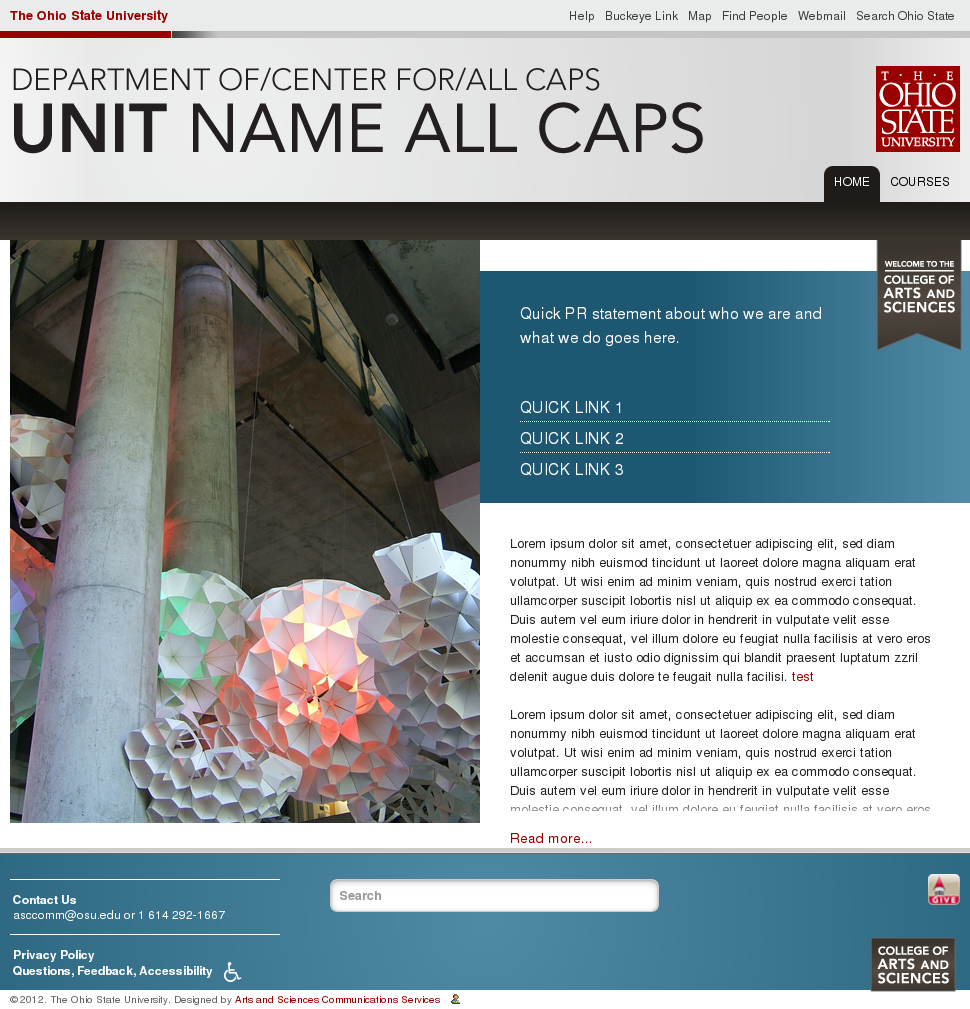 The Ohio State University
Help Buckeye Link Map Find People Webmail Search Ohio State
DEPARTMENT OF/CENTER FOR/ALL CAPS
UNIT NAME ALL CAPS
T·H·E
OHIO
STATE
UNIVERSITY
HOME COURSES
WELCOME TO THE
COLLEGE OF
ARTS AND
SCIENCES
Quick PR statement about who we are and
what we do goes here.
QUICK LINK 1
QUICK LINK 2
QUICK LINK 3
Lorem ipsum dolor sit amet, consectetuer adipiscing elit, sed diam
nonummy nibh euismod tincidunt ut laoreet dolore magna aliquam erat
volutpat. Ut wisi enim ad minim veniam, quis nostrud exerci tation
ullamcorper suscipit lobortis nisl ut aliquip ex ea commodo consequat.
Duis autem vel eum iriure dolor in hendrerit in vulputate velit esse
molestie consequat, vel illum dolore eu feugiat nulla facilisis at vero eros
et accumsan et iusto odio dignissim qui blandit praesent luptatum zzril
delenit augue duis dolore te feugait nulla facilisi. test
Lorem ipsum dolor sit amet, consectetuer adipiscing elit, sed diam
nonummy nibh euismod tincidunt ut laoreet dolore magna aliquam erat
volutpat. Ut wisi enim ad minim veniam, quis nostrud exerci tation
ullamcorper suscipit lobortis nisl ut aliquip ex ea commodo consequat.
Duis autem vel eum iriure dolor in hendrerit in vulputate velit esse
molestie consequat, vel illum dolore eu feugiat nulla facilisis at vero eros
Read more...
Contact Us
asccomm@osu.edu or 1 614 292-1667
Privacy Policy
Questions, Feedback, Accessibility
Search
GIVE
COLLEGE OF
ARTS AND
SCIENCES
© 2012. The Ohio State University. Designed by Arts and Sciences Communications Services